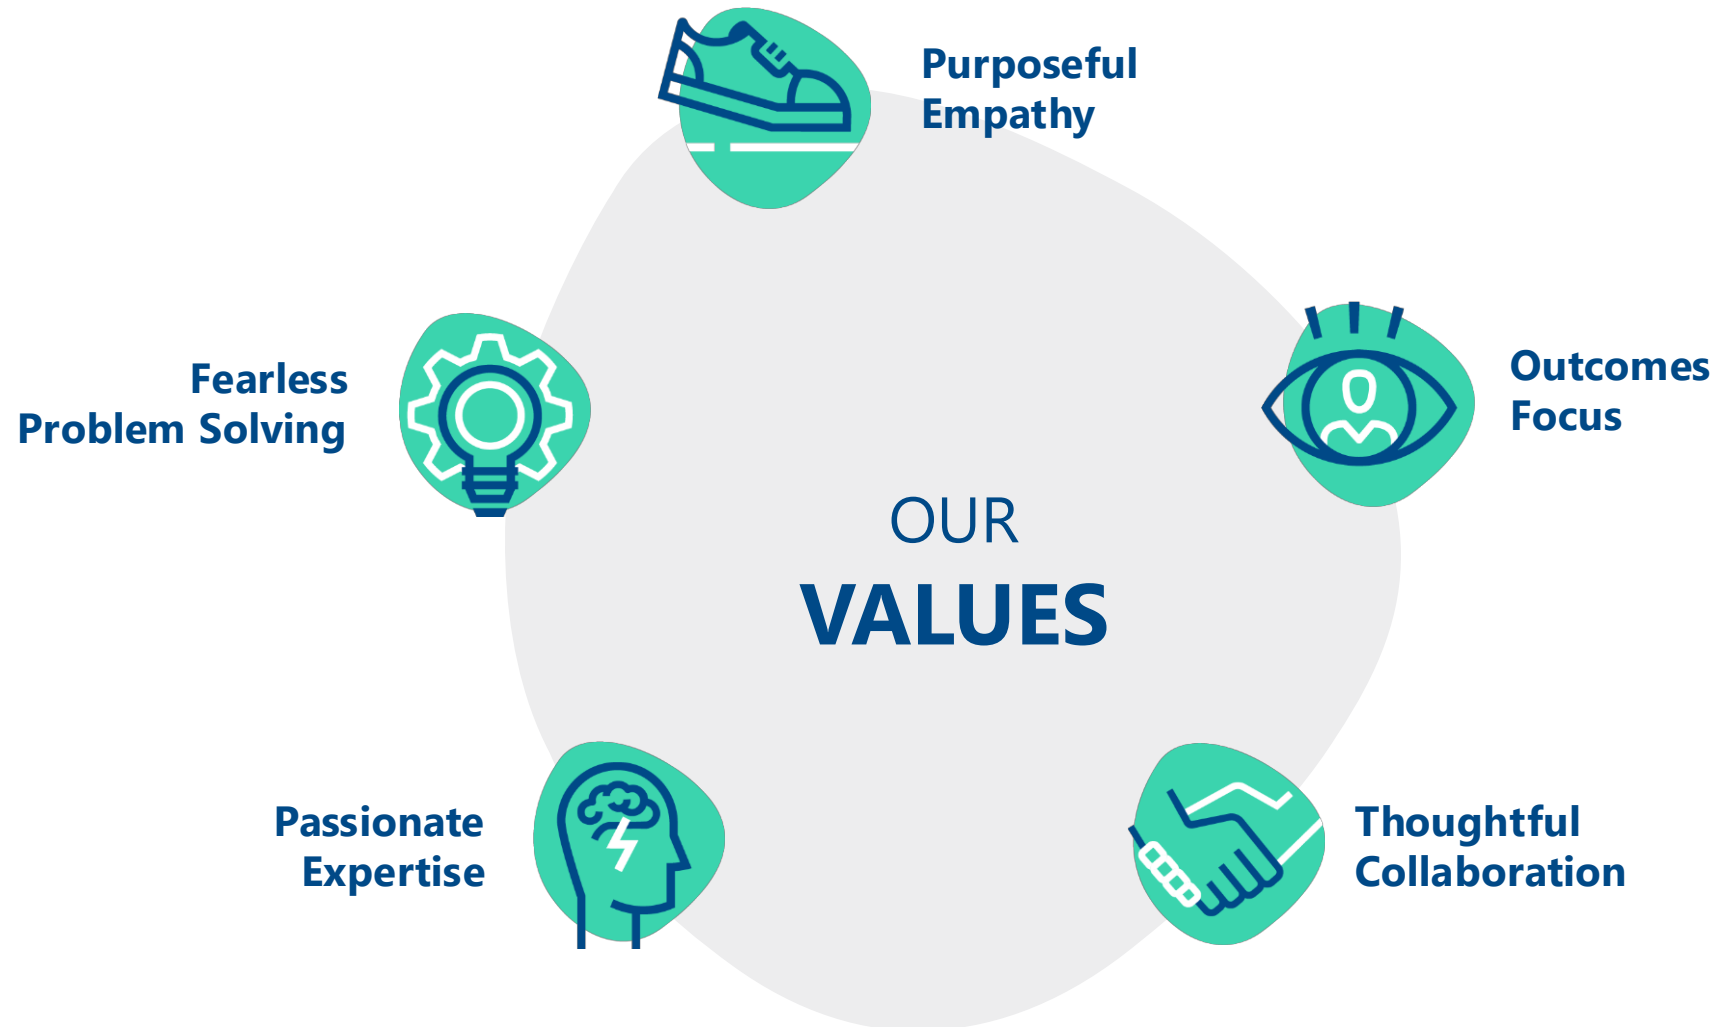 Purposeful
Empathy
Fearless
Problem Solving
Outcomes
Focus
OUR
VALUES
Passionate
Expertise
Thoughtful
Collaboration